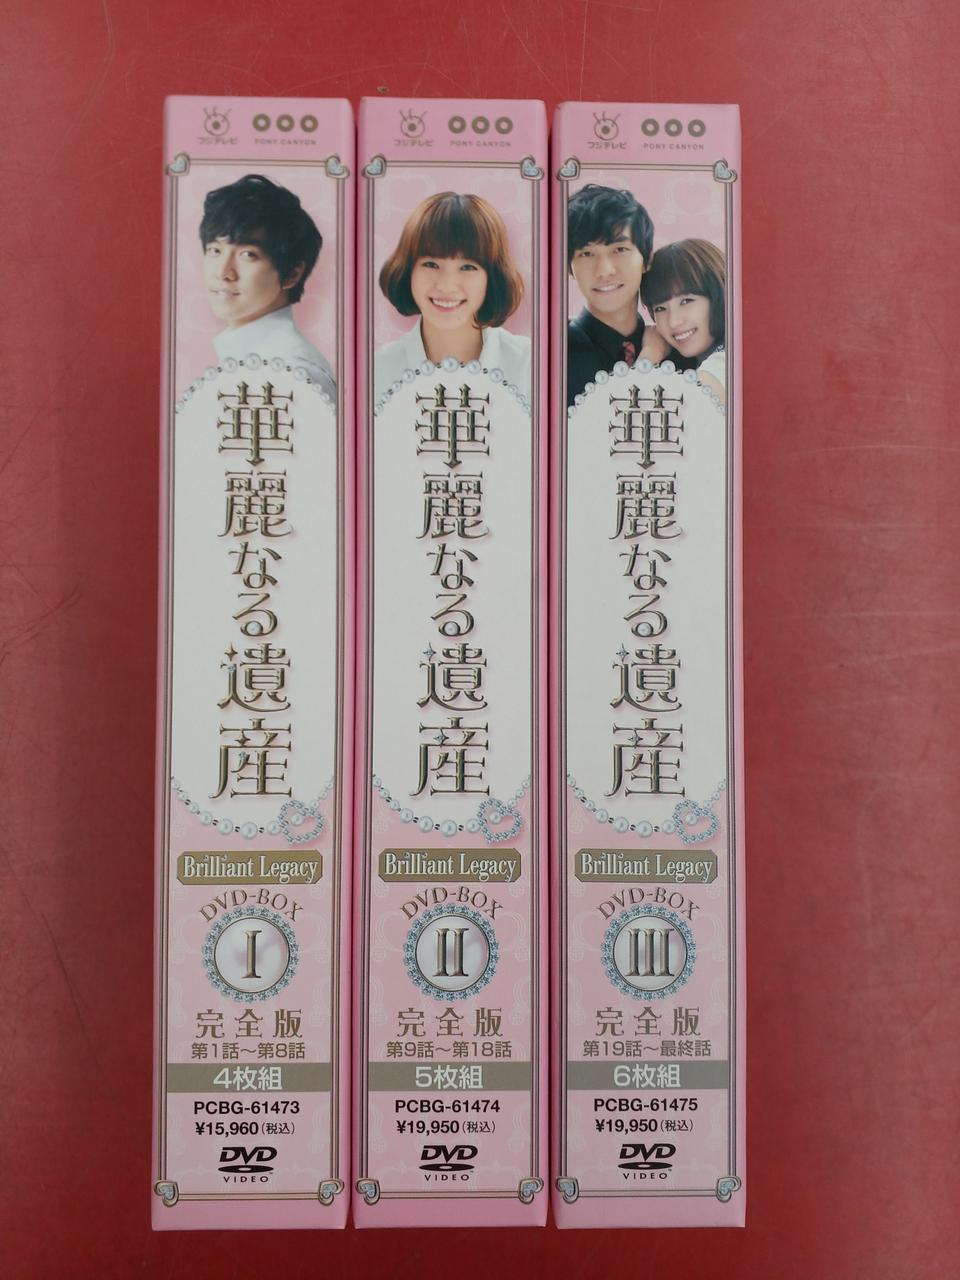 フジテレビ
PONY CANYON
華麗なる遺産
Brilliant Legacy
DVD-BOX
I
完全版
第1話~第8話
4枚組
PCBG-61473
¥15,960(税込)
DVD
VIDEO
フジテレビ
PONY CANYON
華麗なる遺産
Brilliant Legacy
DVD-BOX
II
完全版
第9話~第18話
5枚組
PCBG-61474
¥19,950(税込)
DVD
VIDEO
フジテレビ
PONY CANYON
華麗なる遺産
Brilliant Legacy
DVD-BOX
III
完全版
第19話~最終話
6枚組
PCBG-61475
¥19,950(税込)
DVD
VIDEO